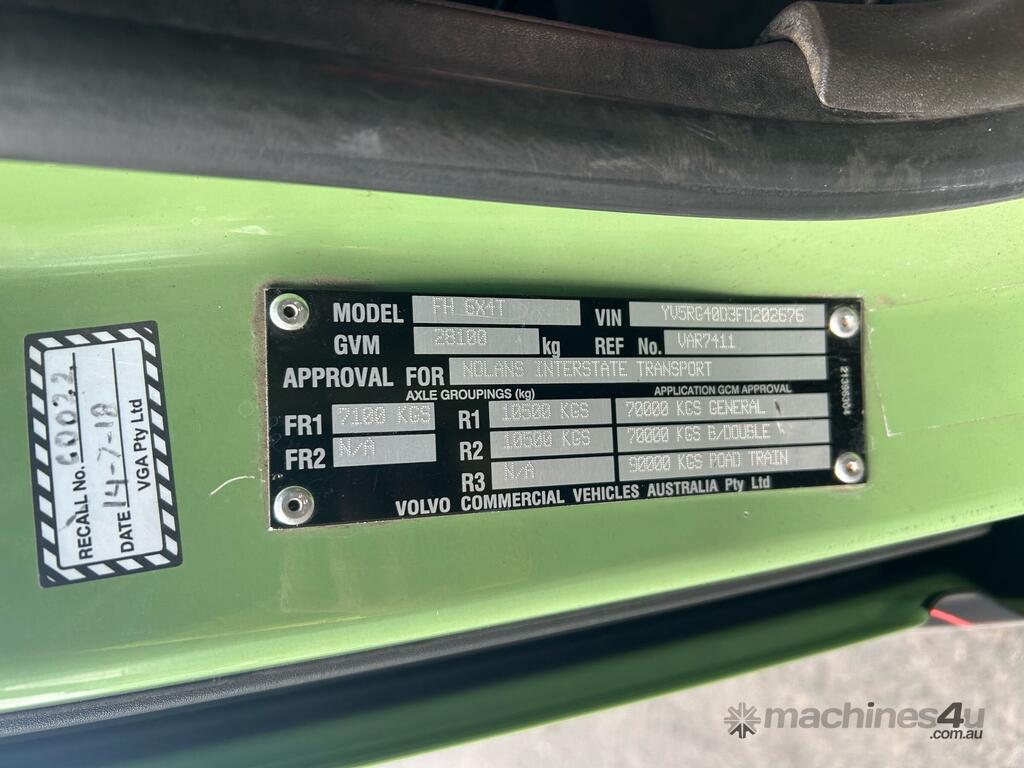 MODEL FH 6X4T VIN YV5RG40D3FD202676
GVM 28100 kg REF No. VAR7411
APPROVAL FOR NOLANS INTERSTATE TRANSPORT
AXLE GROUPINGS (kg) APPLICATION GCM APPROVAL
FR1 7100 KGS R1 10500 KGS 70000 KGS GENERAL
FR2 N/A R2 10500 KGS 70000 KGS B/DOUBLE
R3 N/A 90000 KGS ROAD TRAIN
VOLVO COMMERCIAL VEHICLES AUSTRALIA Pty Ltd
21396304
RECALL No.
DATE 14-7-18
VGA Pty Ltd
machines4u
.com.au